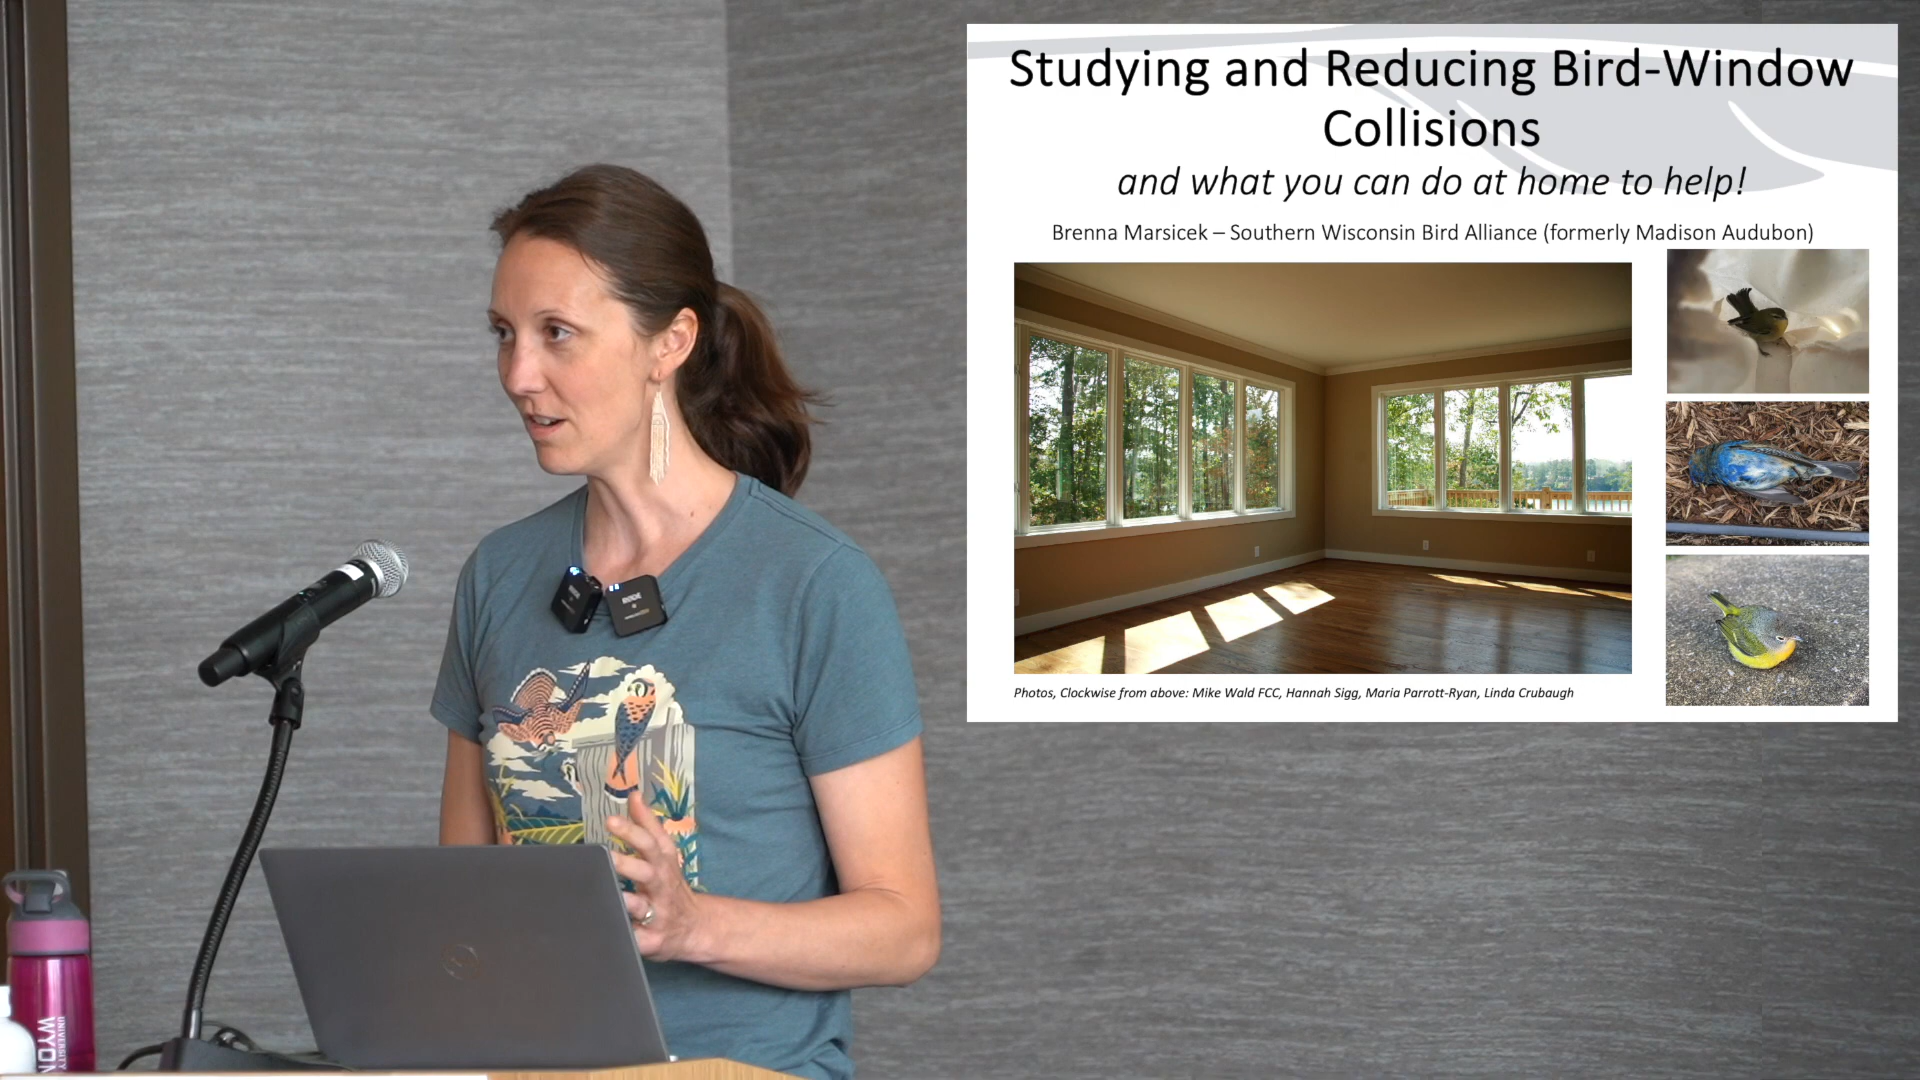 Studying and Reducing Bird-Window
Collisions
and what you can do at home to help!
Brenna Marsicek – Southern Wisconsin Bird Alliance (formerly Madison Audubon)
Photos, Clockwise from above: Mike Wald FCC, Hannah Sigg, Maria Parrott-Ryan, Linda Crubaugh
RODE
UNIVERSITY